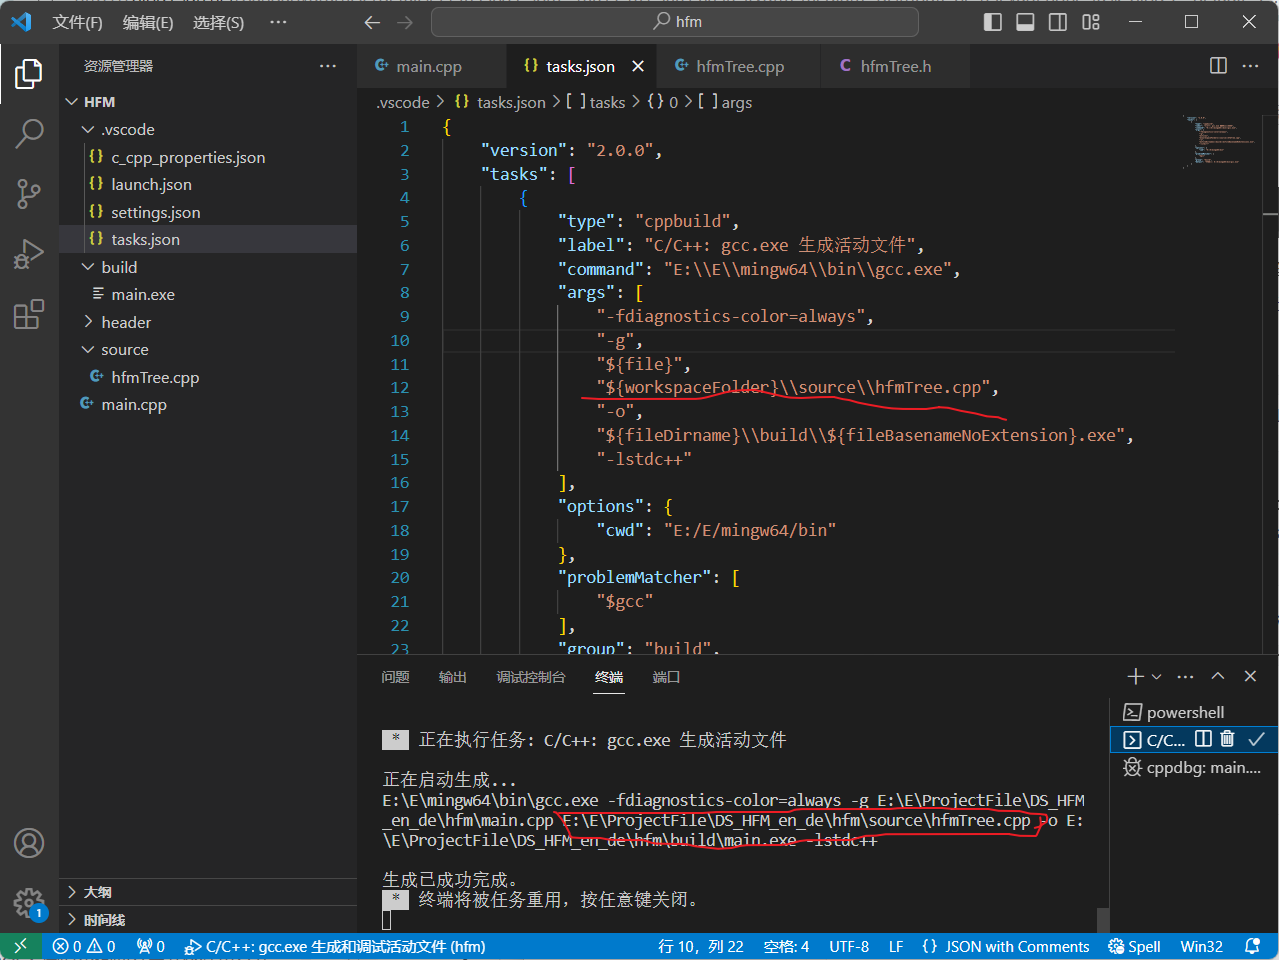 文件(F) 编辑(E) 选择(S) ··· hfm
资源管理器 ···
main.cpp tasks.json hfmTree.cpp C hfmTree.h ···
HFM
.vscode
{} c_cpp_properties.json
{} launch.json
{} settings.json
{} tasks.json
build
main.exe
header
source
hfmTree.cpp
main.cpp
大纲
时间线
.vscode > {} tasks.json > [ ] tasks > {} 0 > [ ] args
1 {
2 "version": "2.0.0",
3 "tasks": [
4 {
5 "type": "cppbuild",
6 "label": "C/C++: gcc.exe 生成活动文件",
7 "command": "E:\\E\\mingw64\\bin\\gcc.exe",
8 "args": [
9 "-fdiagnostics-color=always",
10 "-g",
11 "${file}",
12 "${workspaceFolder}\\source\\hfmTree.cpp",
13 "-o",
14 "${fileDirname}\\build\\${fileBasenameNoExtension}.exe",
15 "-lstdc++"
16 ],
17 "options": {
18 "cwd": "E:/E/mingw64/bin"
19 },
20 "problemMatcher": [
21 "$gcc"
22 ],
23 "group": "build",
问题 输出 调试控制台 终端 端口
* 正在执行任务: C/C++: gcc.exe 生成活动文件
正在启动生成...
E:\E\mingw64\bin\gcc.exe -fdiagnostics-color=always -g E:\E\ProjectFile\DS_HFM
_en_de\hfm\main.cpp E:\E\ProjectFile\DS_HFM_en_de\hfm\source\hfmTree.cpp -o E:
\E\ProjectFile\DS_HFM_en_de\hfm\build\main.exe -lstdc++
生成已成功完成。
* 终端将被任务重用，按任意键关闭。
powershell
C/C...
cppdbg: main....
1
0 0 0 C/C++: gcc.exe 生成和调试活动文件 (hfm) 行 10，列 22 空格: 4 UTF-8 LF {} JSON with Comments Spell Win32